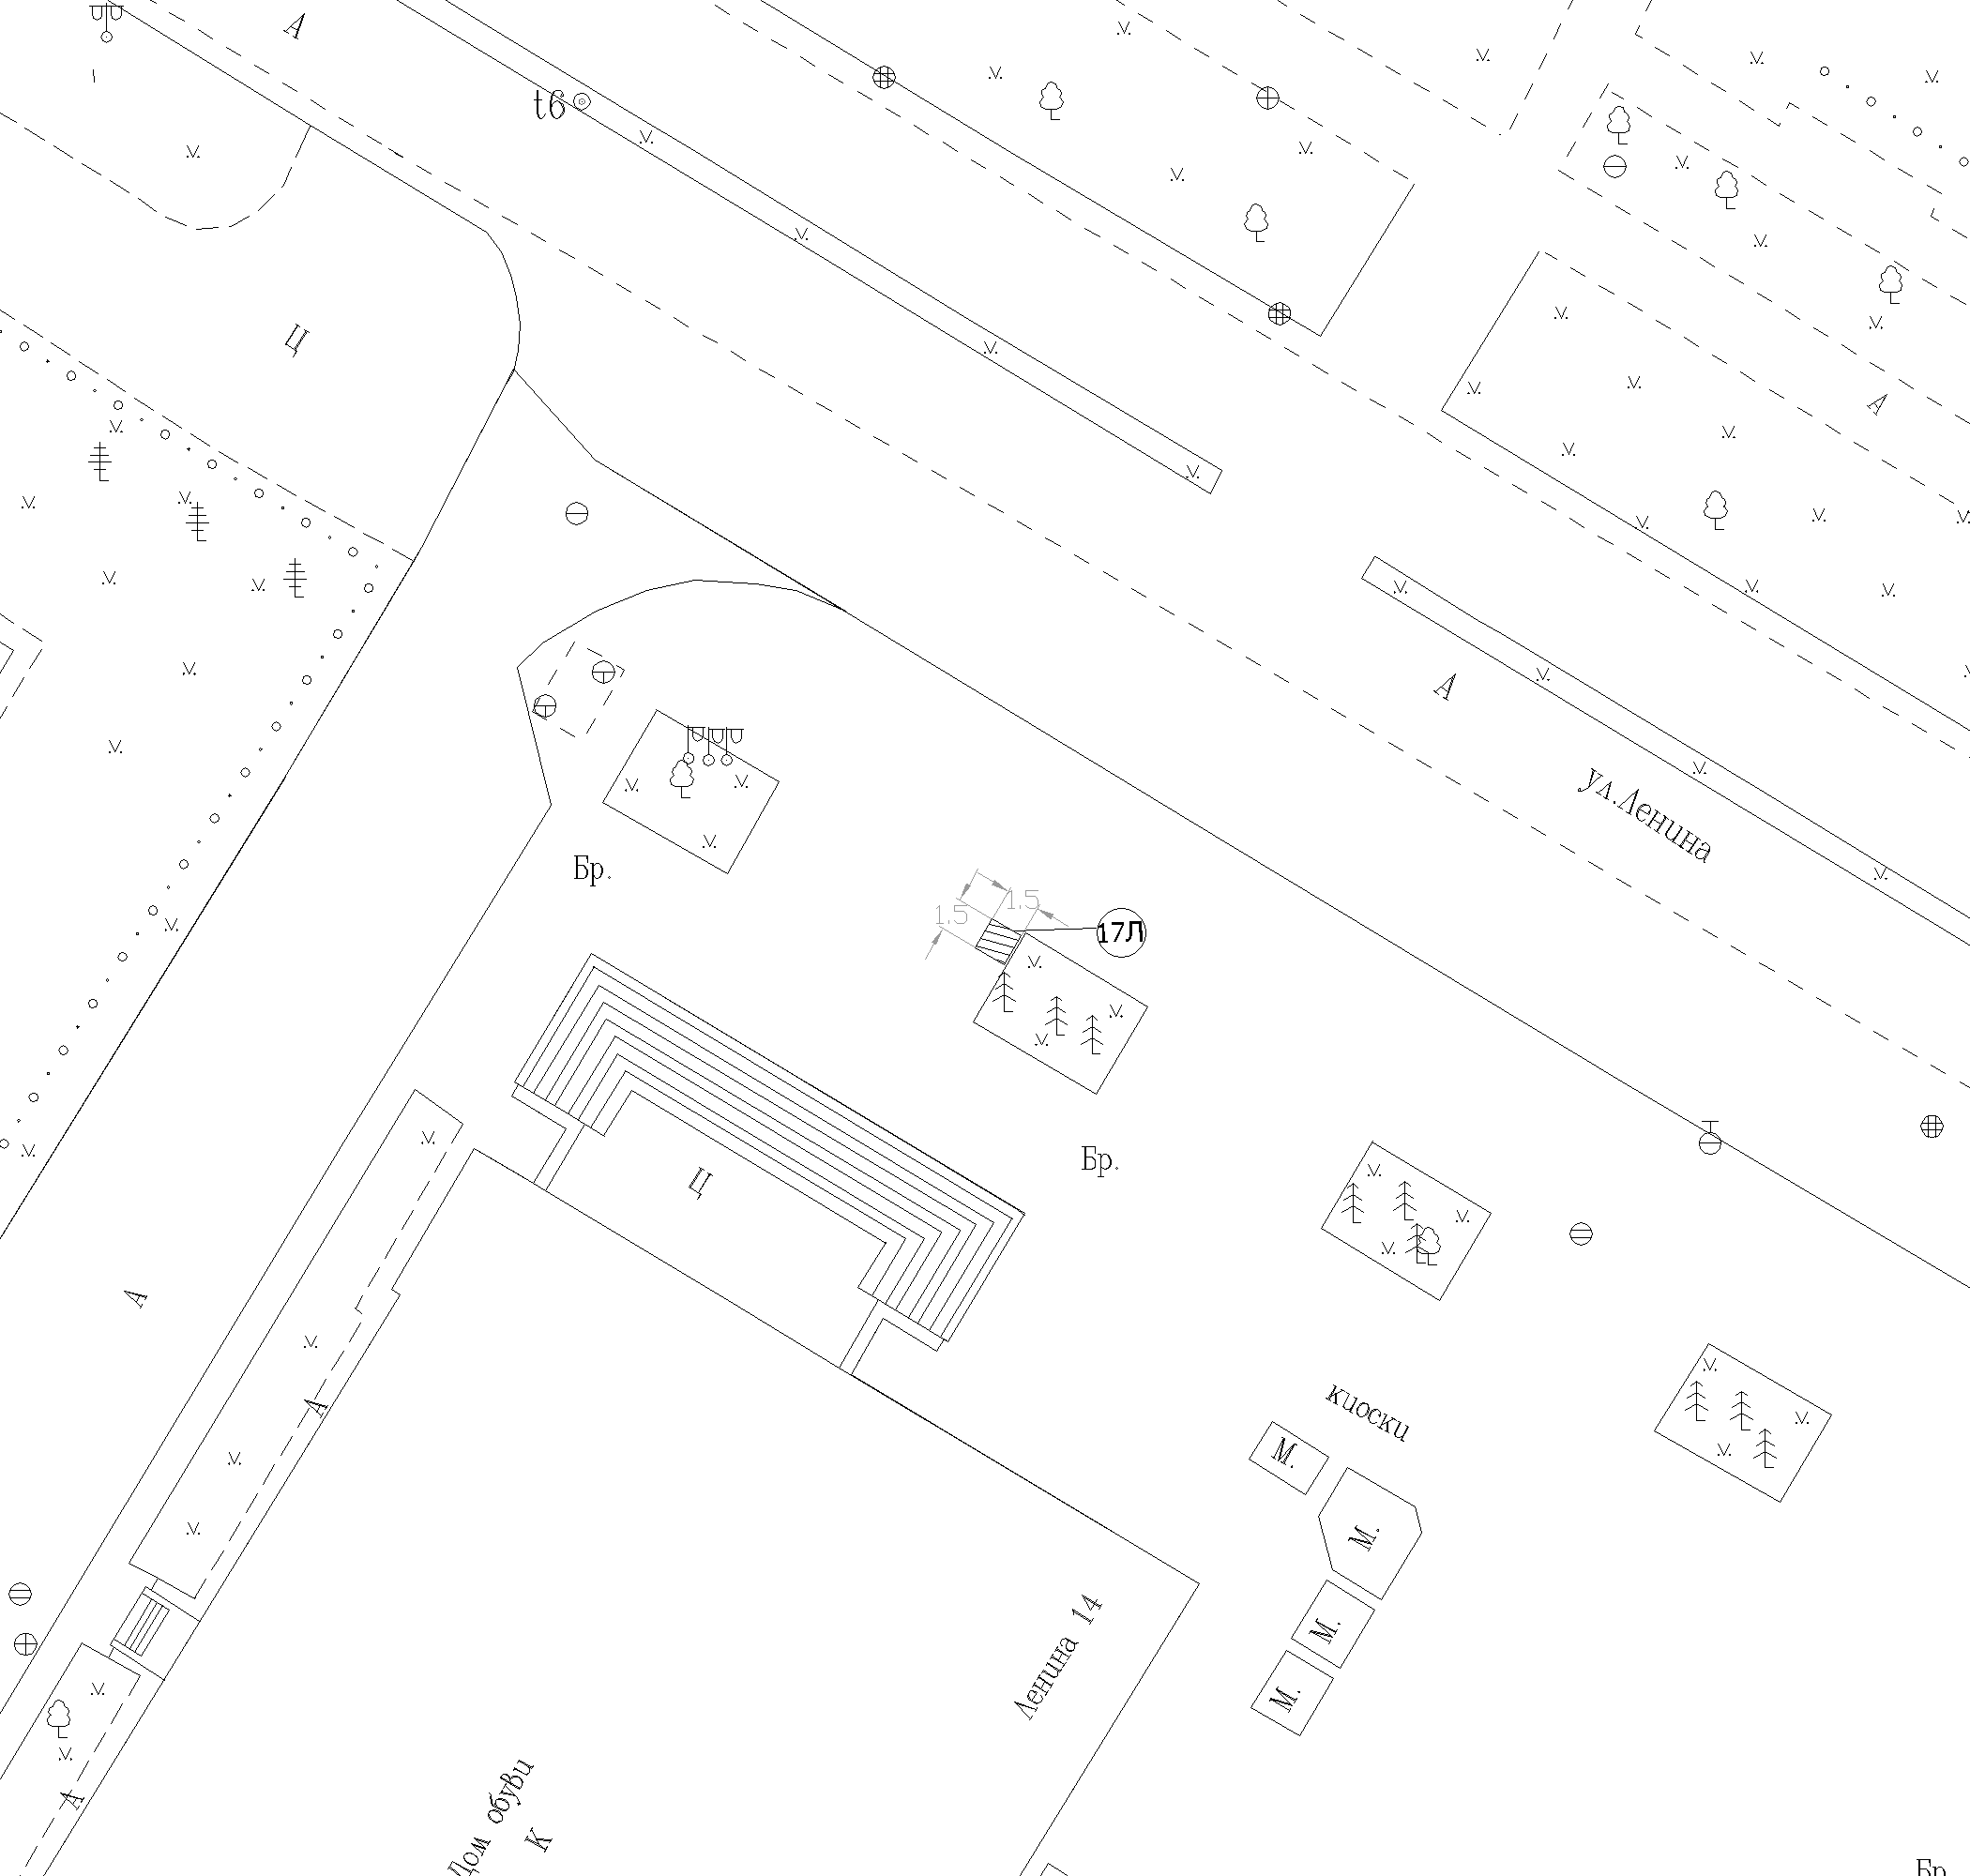 А
t6
Ц
А
А
ул.Ленина
Бр.
1.5
1.5
17Л
Бр.
Ц
А
А
киоски
М.
М.
М.
М.
Ленина 14
Дом обуви
К
А
Бр